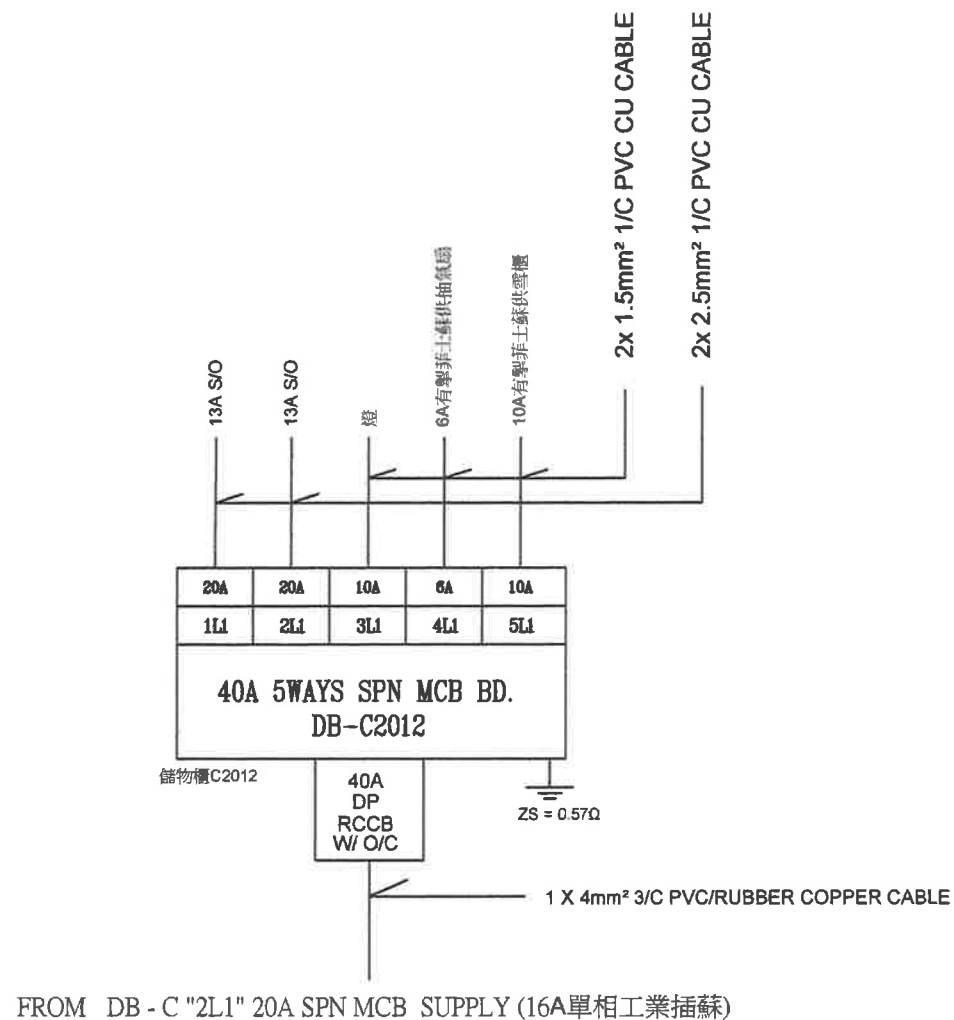 2x 1.5mm² 1/C PVC CU CABLE
2x 2.5mm² 1/C PVC CU CABLE
13A S/O
13A S/O
燈
6A有掣菲士蘇供抽氣扇
10A有掣菲士蘇供雪櫃
20A 20A 10A 6A 10A
1L1 2L1 3L1 4L1 5L1
40A 5WAYS SPN MCB BD.
DB-C2012
儲物櫃C2012
40A
DP
RCCB
W/ O/C
ZS = 0.57Ω
1 X 4mm² 3/C PVC/RUBBER COPPER CABLE
FROM DB - C "2L1" 20A SPN MCB SUPPLY (16A單相工業插蘇)